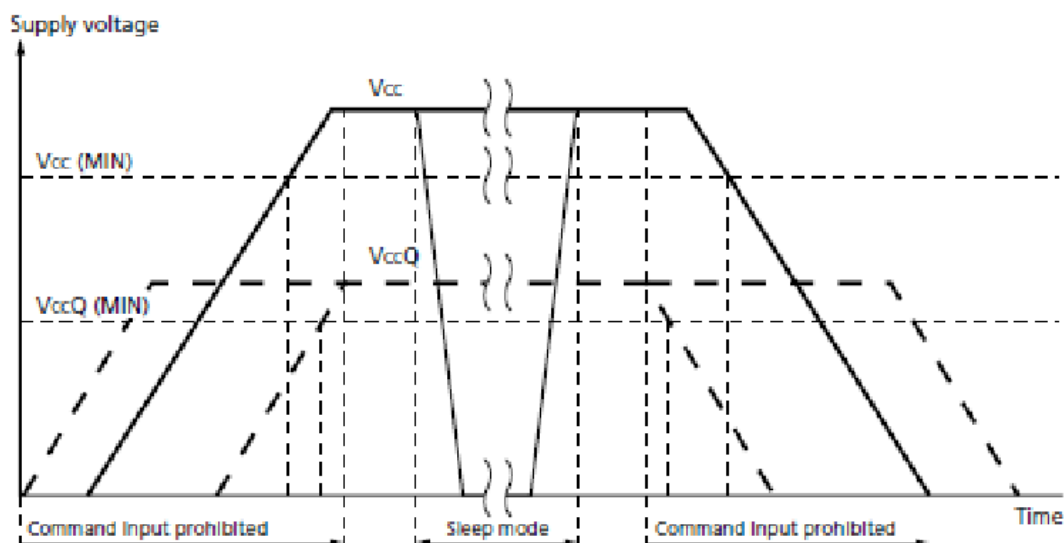 Supply voltage
Vcc
Vcc (MIN)
VccQ
VccQ (MIN)
Time
Command Input prohibited
Sleep mode
Command Input prohibited